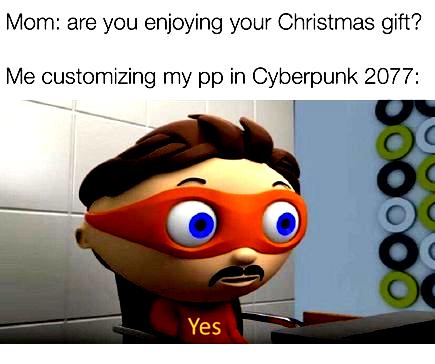 Mom: are you enjoying your Christmas gift?
Me customizing my pp in Cyberpunk 2077:
Yes